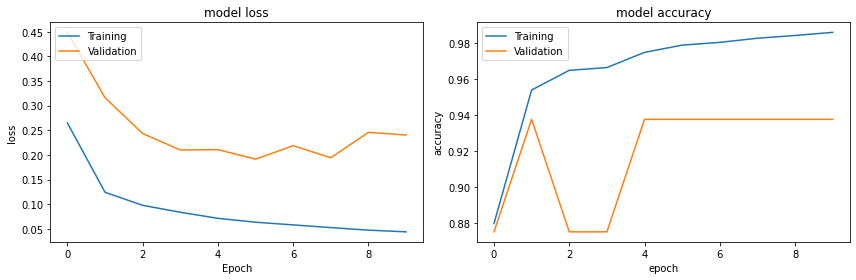 model loss
Training
Validation
0.45
0.40
0.35
0.30
0.25
0.20
0.15
0.10
0.05
loss
0 2 4 6 8
Epoch
model accuracy
Training
Validation
0.98
0.96
0.94
0.92
0.90
0.88
accuracy
0 2 4 6 8
epoch